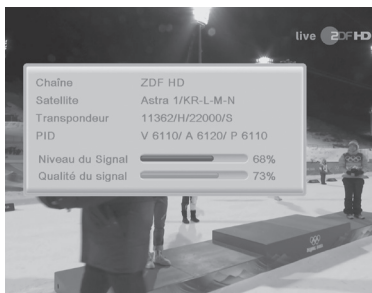 live ZDF HD
Chaîne ZDF HD
Satellite Astra 1/KR-L-M-N
Transpondeur 11362/H/22000/S
PID V 6110/ A 6120/ P 6110
Niveau du Signal 68%
Qualité du signal 73%